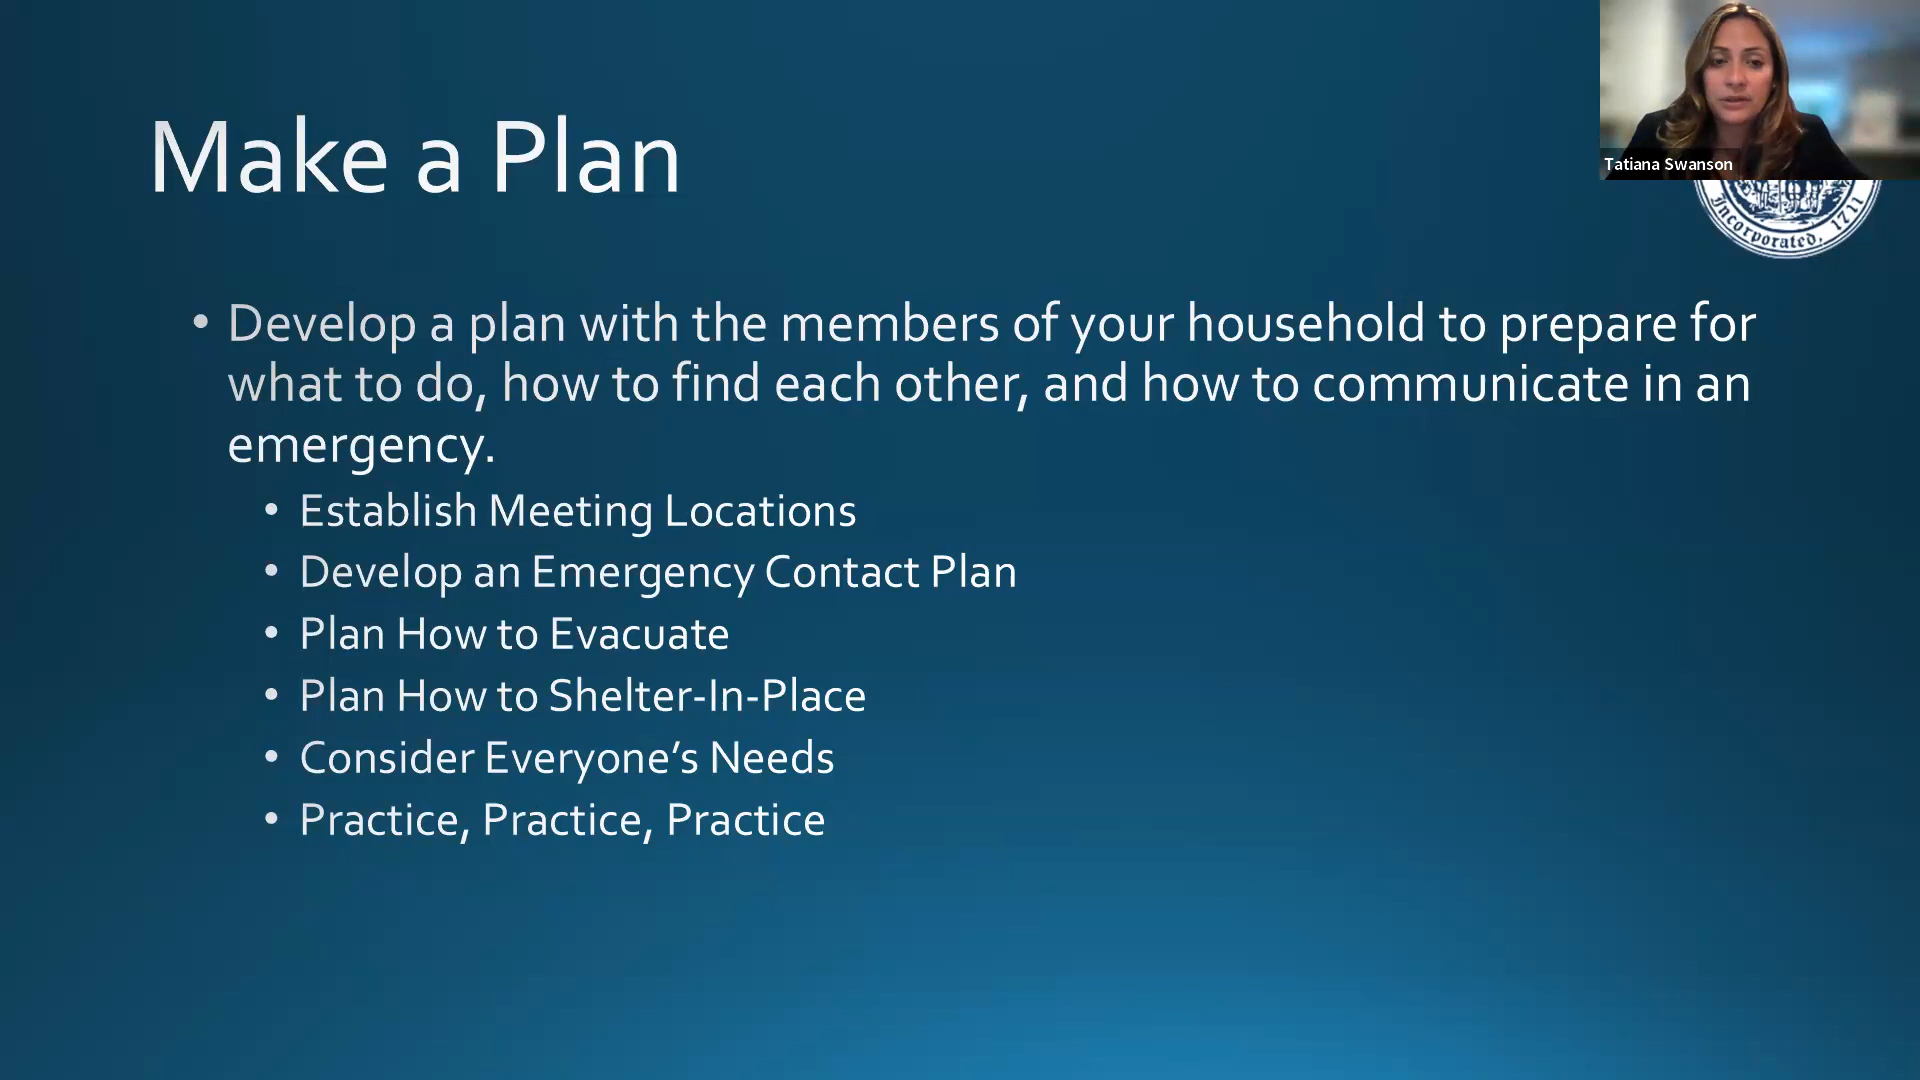 Make a Plan
Tatiana Swanson
Incorporated, 1711
• Develop a plan with the members of your household to prepare for
what to do, how to find each other, and how to communicate in an
emergency.
• Establish Meeting Locations
• Develop an Emergency Contact Plan
• Plan How to Evacuate
• Plan How to Shelter-In-Place
• Consider Everyone’s Needs
• Practice, Practice, Practice